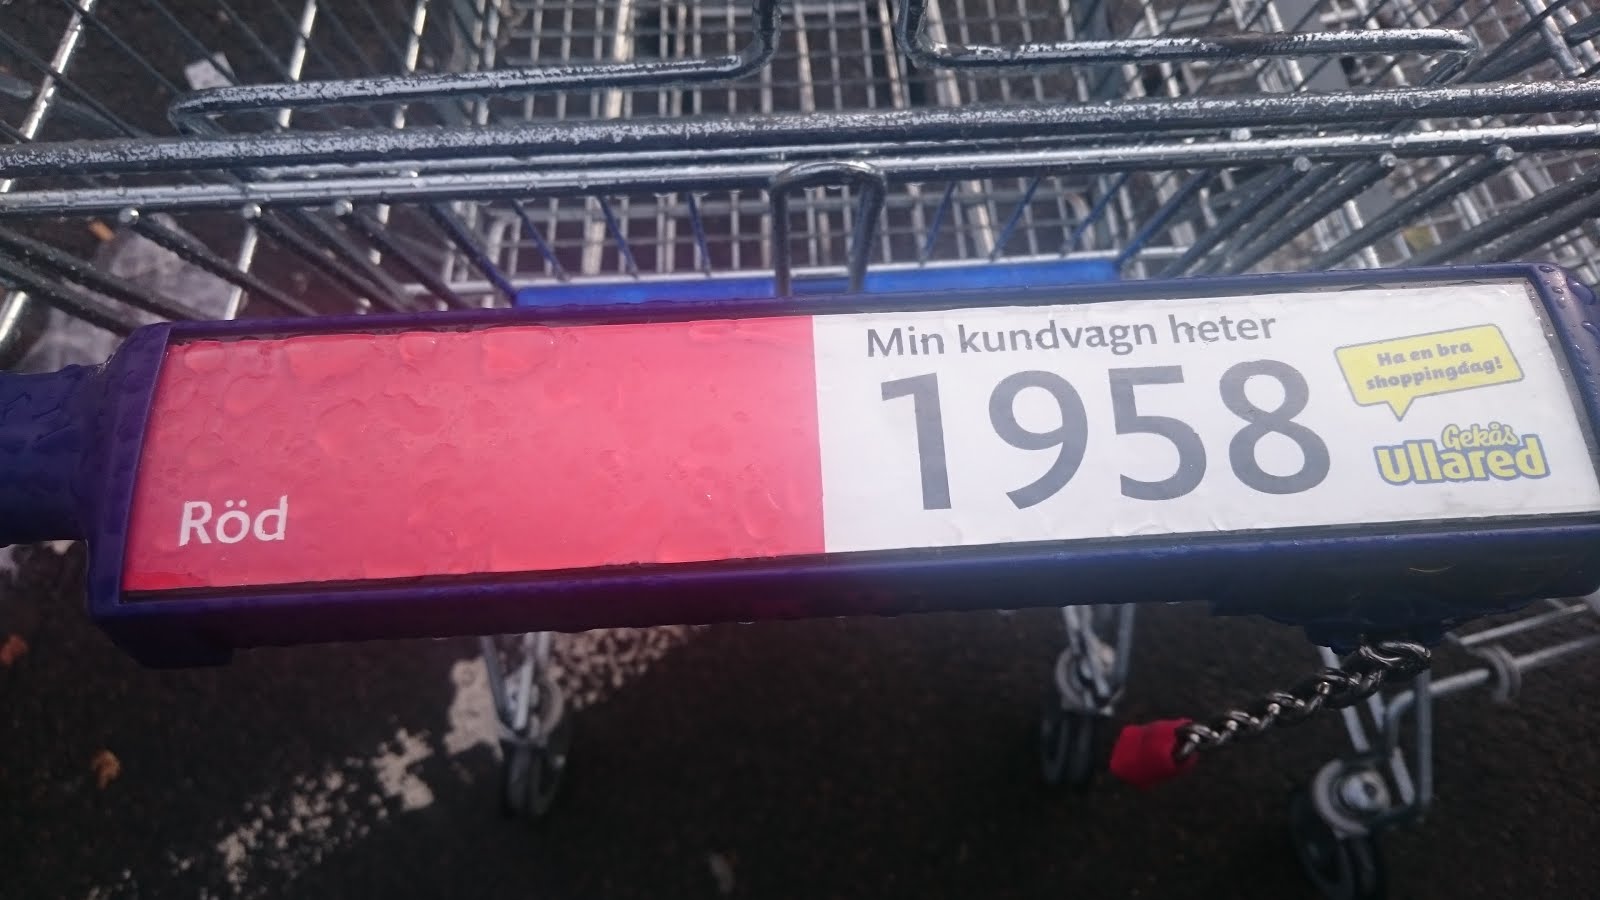 Röd
Min kundvagn heter
1958
Ha en bra
shoppingdag!
Gekås
Ullared